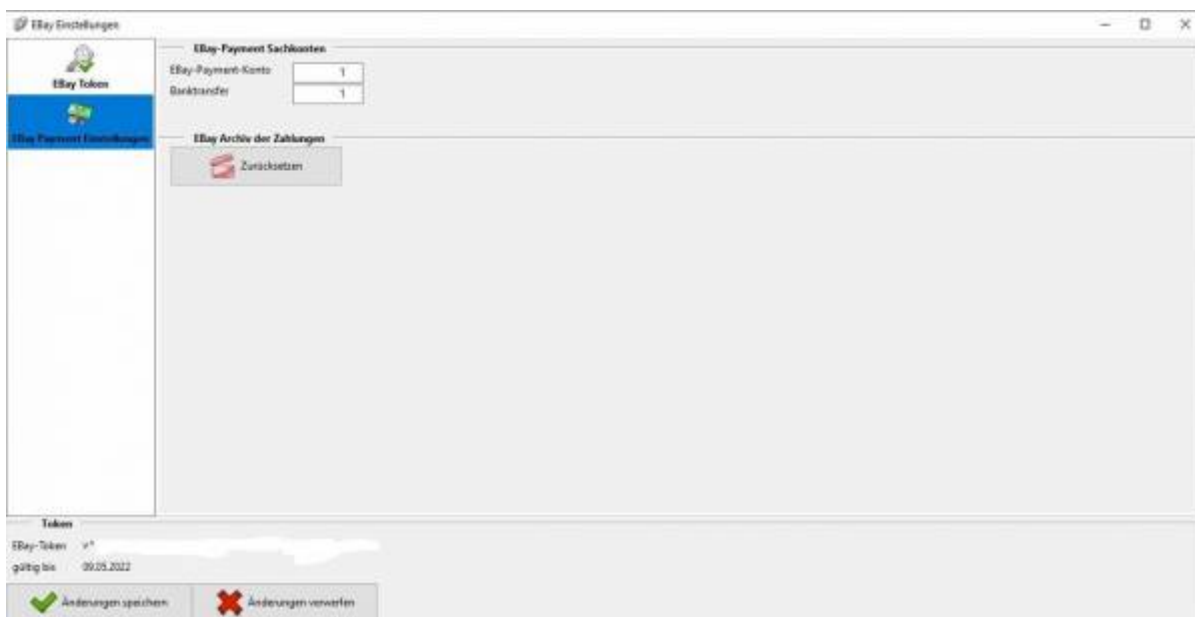 EBay Einstellungen
EBay Token
EBay Payment Einstellungen
EBay-Payment Sachkonten
EBay-Payment-Konto 1
Banktransfer 1
EBay Archiv der Zahlungen
Zurücksetzen
Token
EBay-Token v^
gültig bis 09.05.2022
Änderungen speichern
Änderungen verwerfen